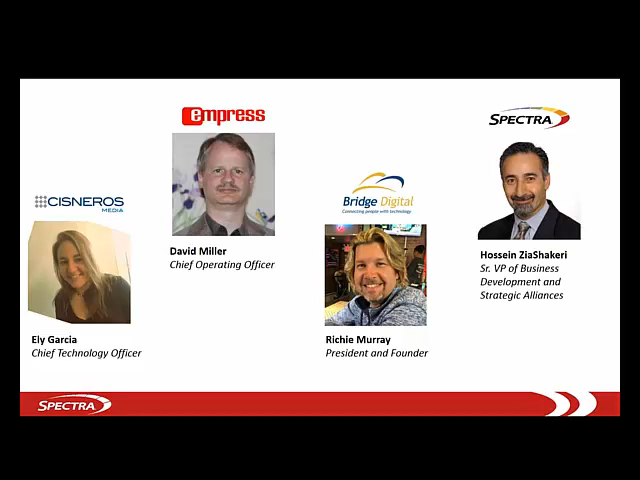 empress
SPECTRA
CISNEROS
MEDIA
Bridge Digital
Connecting people with technology
David Miller
Chief Operating Officer
Hossein ZiaShakeri
Sr. VP of Business
Development and
Strategic Alliances
Ely Garcia
Chief Technology Officer
Richie Murray
President and Founder
SPECTRA